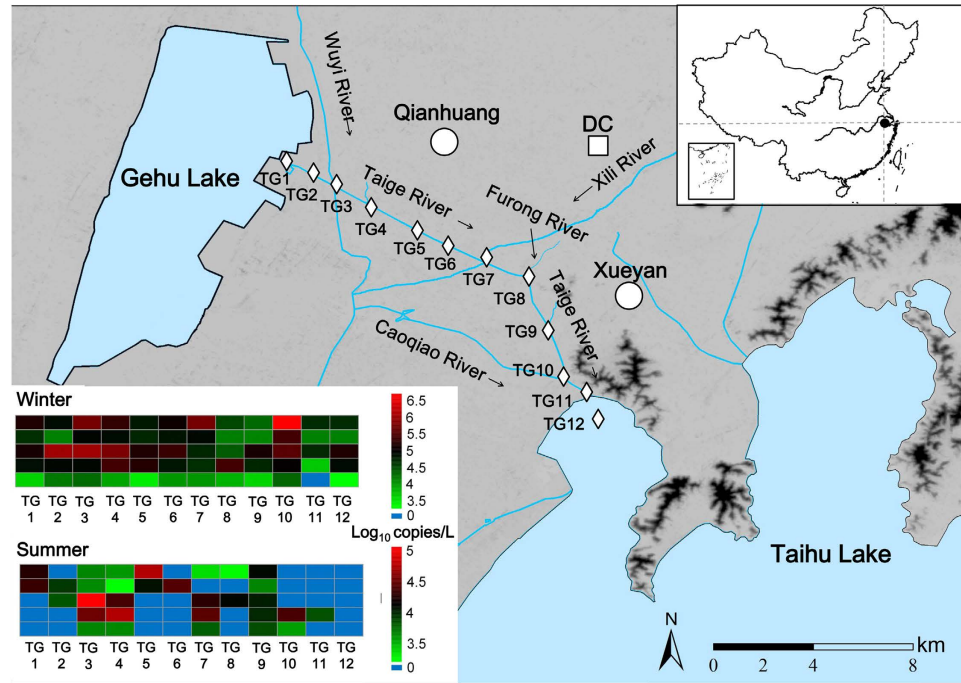 Wuyi River→
Qianhuang
DC
←Xili River
Gehu Lake
TG1
TG2
TG3
TG4
Taige River→
TG5
TG6
Furong River
→
TG7
TG8
Xueyan
Taige River→
TG9
Caoqiao River→
TG10
TG11
TG12
Taihu Lake
N
km
0 2 4 8
Winter
6.5
6
5.5
5
4.5
4
3.5
0
TG TG TG TG TG TG TG TG TG TG TG TG
1 2 3 4 5 6 7 8 9 10 11 12
Log10 copies/L
Summer
5
4.5
4
3.5
0
TG TG TG TG TG TG TG TG TG TG TG TG
1 2 3 4 5 6 7 8 9 10 11 12